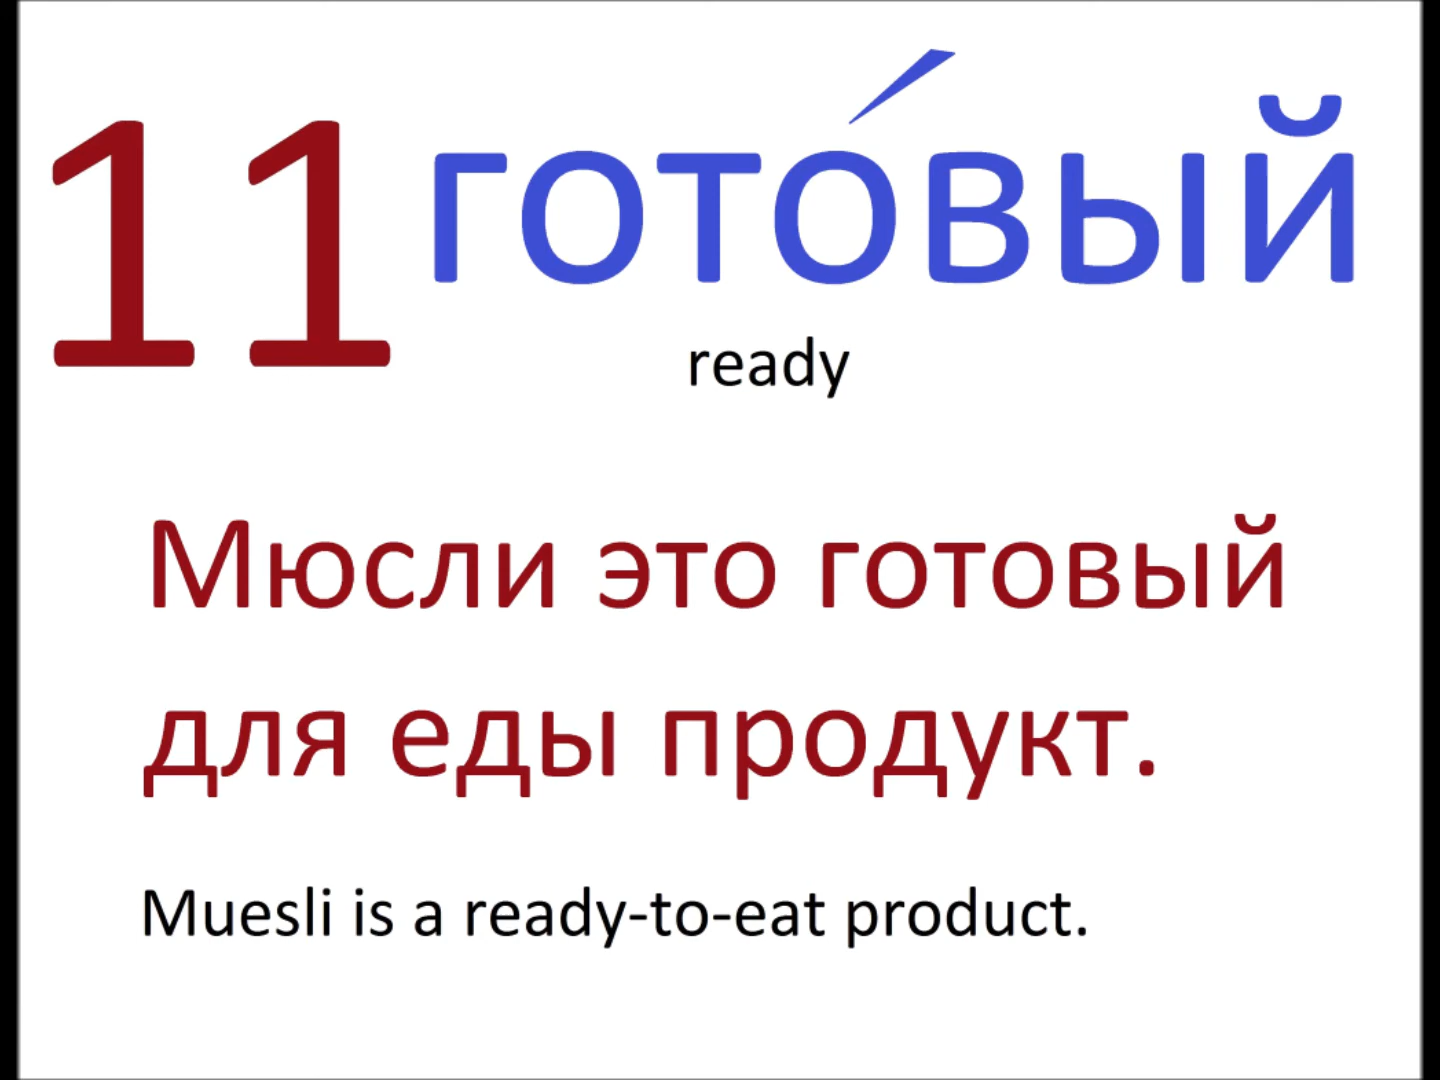 11 гото́вый
ready
Мюсли это готовый
для еды продукт.
Muesli is a ready-to-eat product.